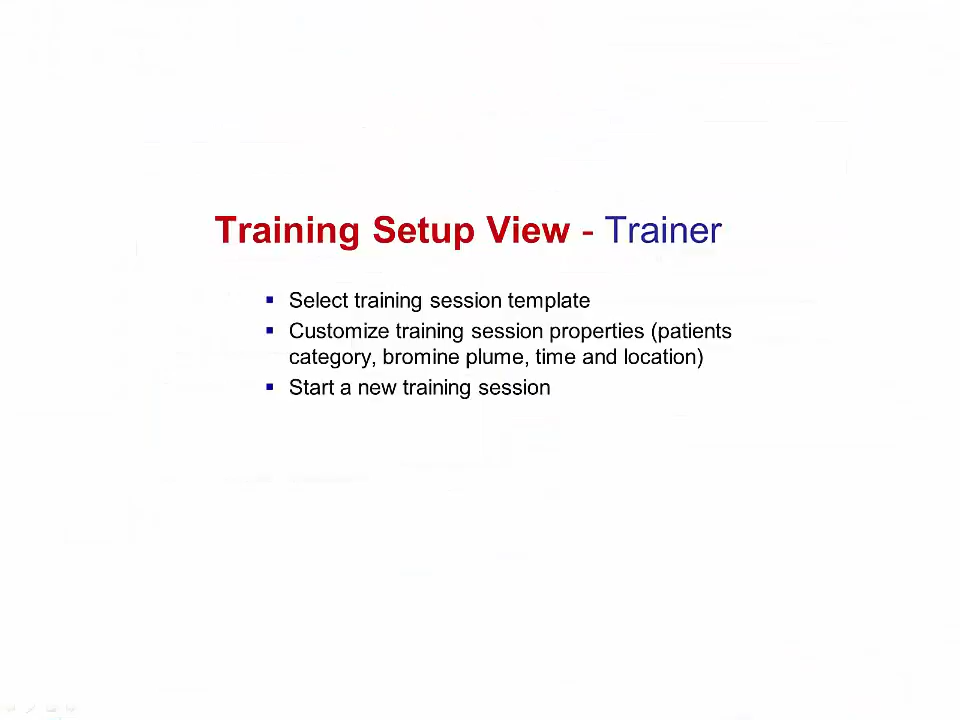 Training Setup View - Trainer
▪ Select training session template
▪ Customize training session properties (patients
category, bromine plume, time and location)
▪ Start a new training session